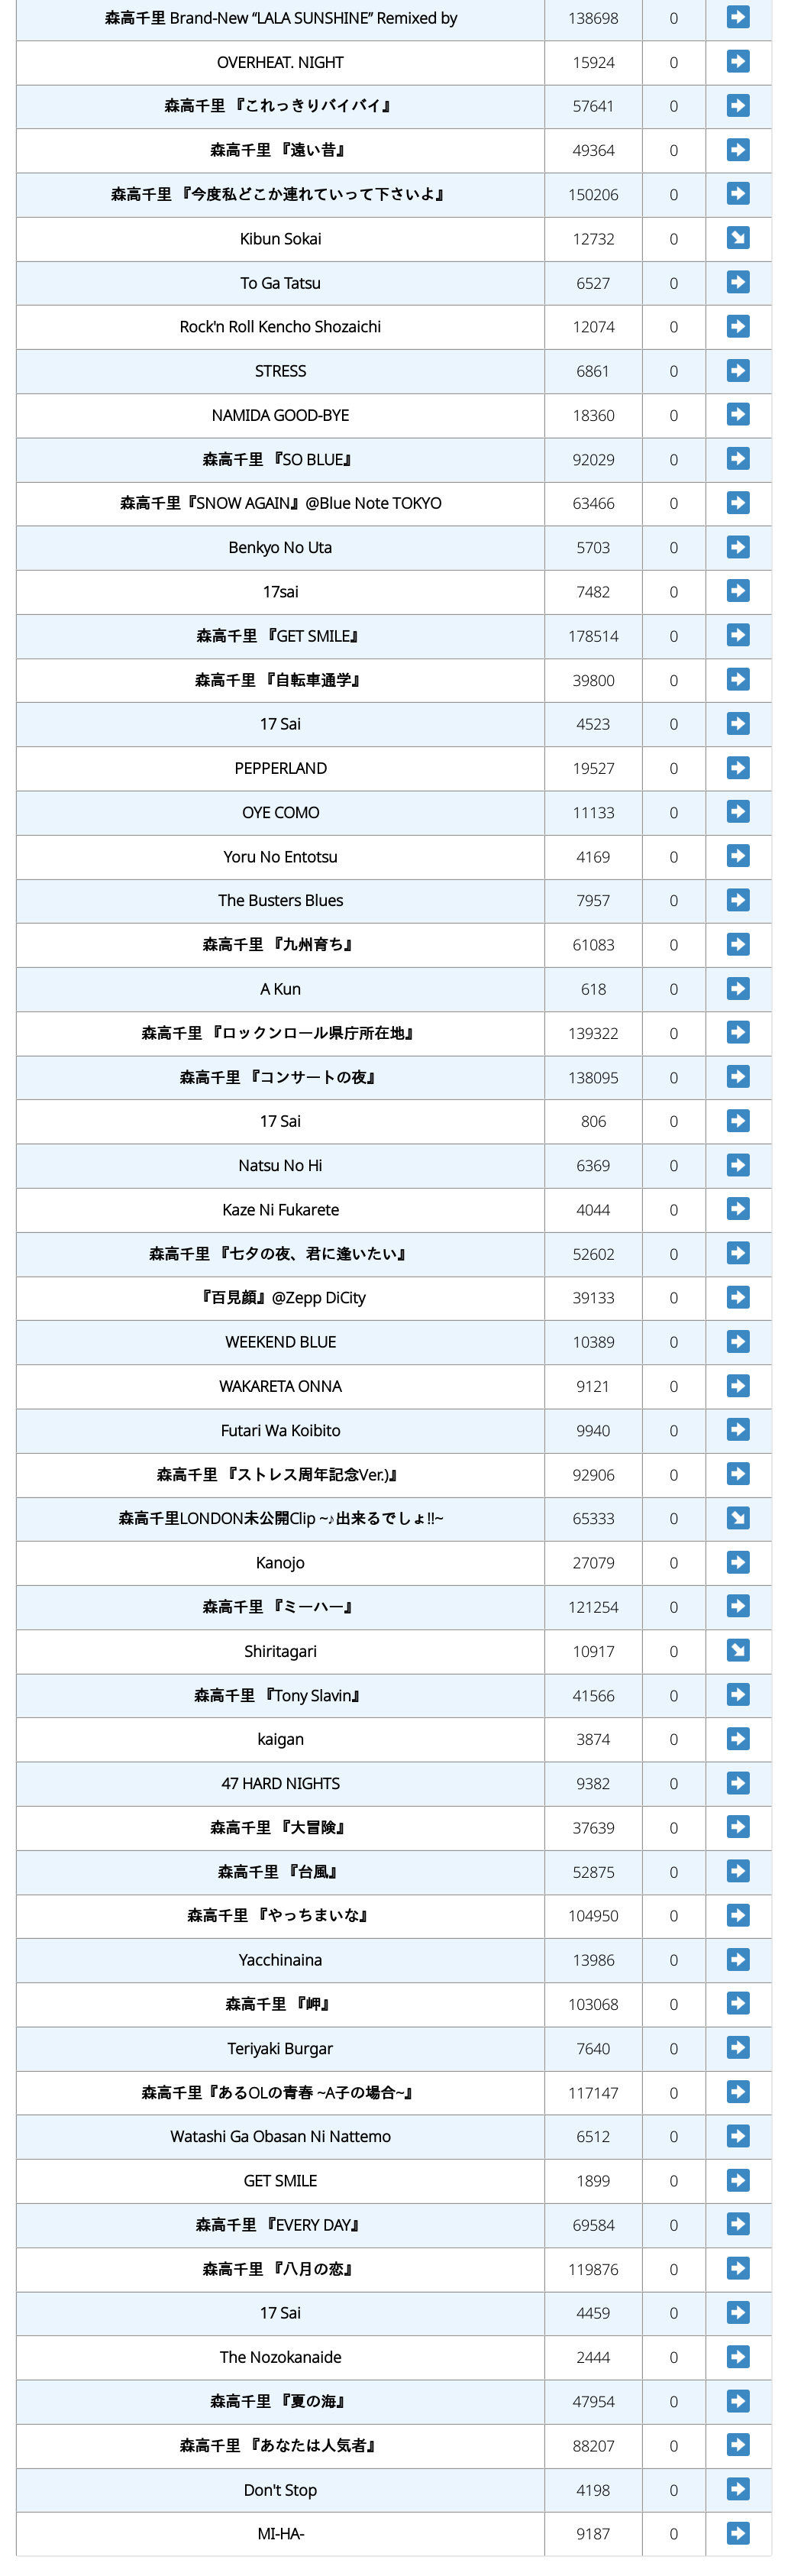 森高千里 Brand-New “LALA SUNSHINE” Remixed by 138698 0
OVERHEAT. NIGHT 15924 0
森高千里 『これっきりバイバイ』 57641 0
森高千里 『遠い昔』 49364 0
森高千里 『今度私どこか連れていって下さいよ』 150206 0
Kibun Sokai 12732 0
To Ga Tatsu 6527 0
Rock'n Roll Kencho Shozaichi 12074 0
STRESS 6861 0
NAMIDA GOOD-BYE 18360 0
森高千里 『SO BLUE』 92029 0
森高千里『SNOW AGAIN』@Blue Note TOKYO 63466 0
Benkyo No Uta 5703 0
17sai 7482 0
森高千里 『GET SMILE』 178514 0
森高千里 『自転車通学』 39800 0
17 Sai 4523 0
PEPPERLAND 19527 0
OYE COMO 11133 0
Yoru No Entotsu 4169 0
The Busters Blues 7957 0
森高千里 『九州育ち』 61083 0
A Kun 618 0
森高千里 『ロックンロール県庁所在地』 139322 0
森高千里 『コンサートの夜』 138095 0
17 Sai 806 0
Natsu No Hi 6369 0
Kaze Ni Fukarete 4044 0
森高千里 『七夕の夜、君に逢いたい』 52602 0
『百見顔』@Zepp DiCity 39133 0
WEEKEND BLUE 10389 0
WAKARETA ONNA 9121 0
Futari Wa Koibito 9940 0
森高千里 『ストレス周年記念Ver.)』 92906 0
森高千里LONDON未公開Clip ~♪出来るでしょ!!~ 65333 0
Kanojo 27079 0
森高千里 『ミーハー』 121254 0
Shiritagari 10917 0
森高千里 『Tony Slavin』 41566 0
kaigan 3874 0
47 HARD NIGHTS 9382 0
森高千里 『大冒険』 37639 0
森高千里 『台風』 52875 0
森高千里 『やっちまいな』 104950 0
Yacchinaina 13986 0
森高千里 『岬』 103068 0
Teriyaki Burgar 7640 0
森高千里『あるOLの青春 ~A子の場合~』 117147 0
Watashi Ga Obasan Ni Nattemo 6512 0
GET SMILE 1899 0
森高千里 『EVERY DAY』 69584 0
森高千里 『八月の恋』 119876 0
17 Sai 4459 0
The Nozokanaide 2444 0
森高千里 『夏の海』 47954 0
森高千里 『あなたは人気者』 88207 0
Don't Stop 4198 0
MI-HA- 9187 0